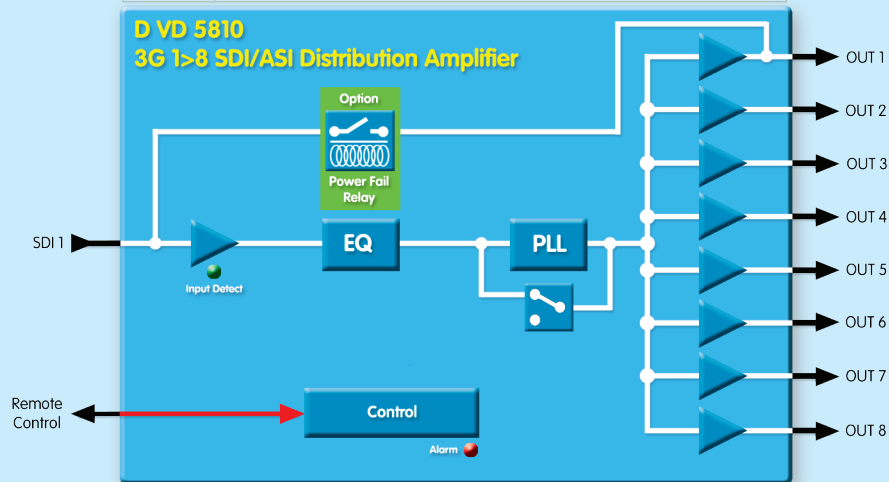 D VD 5810
3G 1>8 SDI/ASI Distribution Amplifier
Option
Power Fail
Relay
SDI 1
Input Detect
EQ
PLL
OUT 1
OUT 2
OUT 3
OUT 4
OUT 5
OUT 6
OUT 7
OUT 8
Remote
Control
Control
Alarm